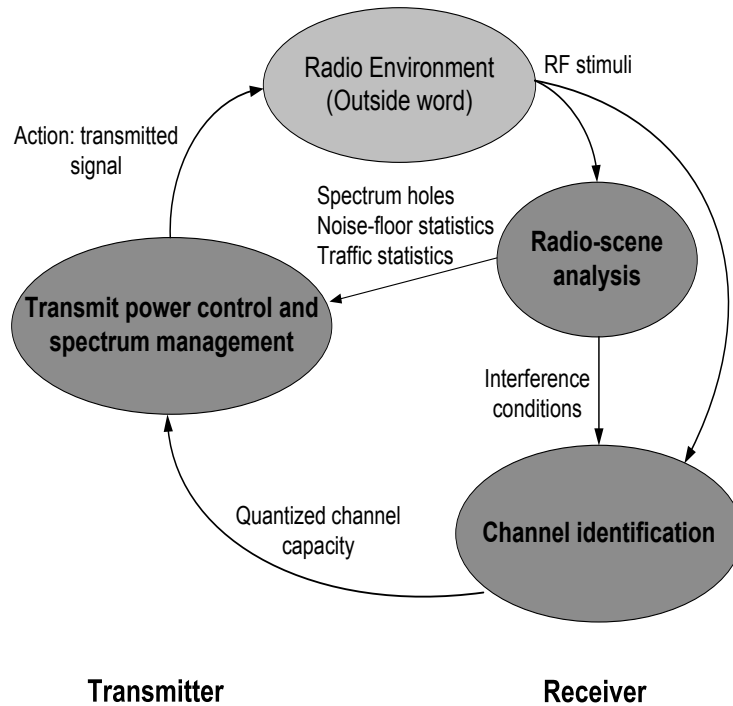 Radio Environment
(Outside word)
RF stimuli
Action: transmitted
signal
Spectrum holes
Noise-floor statistics
Traffic statistics
Radio-scene
analysis
Transmit power control and
spectrum management
Interference
conditions
Quantized channel
capacity
Channel identification
Transmitter
Receiver